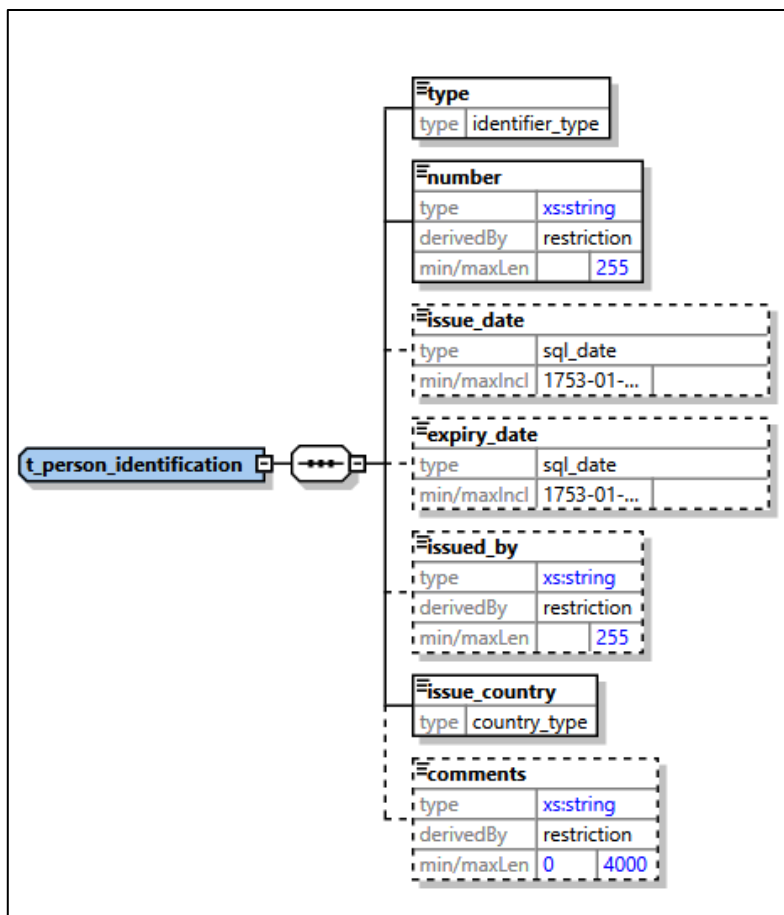 type
type identifier_type
number
type xs:string
derivedBy restriction
min/maxLen 255
issue_date
type sql_date
min/maxIncl 1753-01-...
expiry_date
type sql_date
min/maxIncl 1753-01-...
t_person_identification
issued_by
type xs:string
derivedBy restriction
min/maxLen 255
issue_country
type country_type
comments
type xs:string
derivedBy restriction
min/maxLen 0 4000